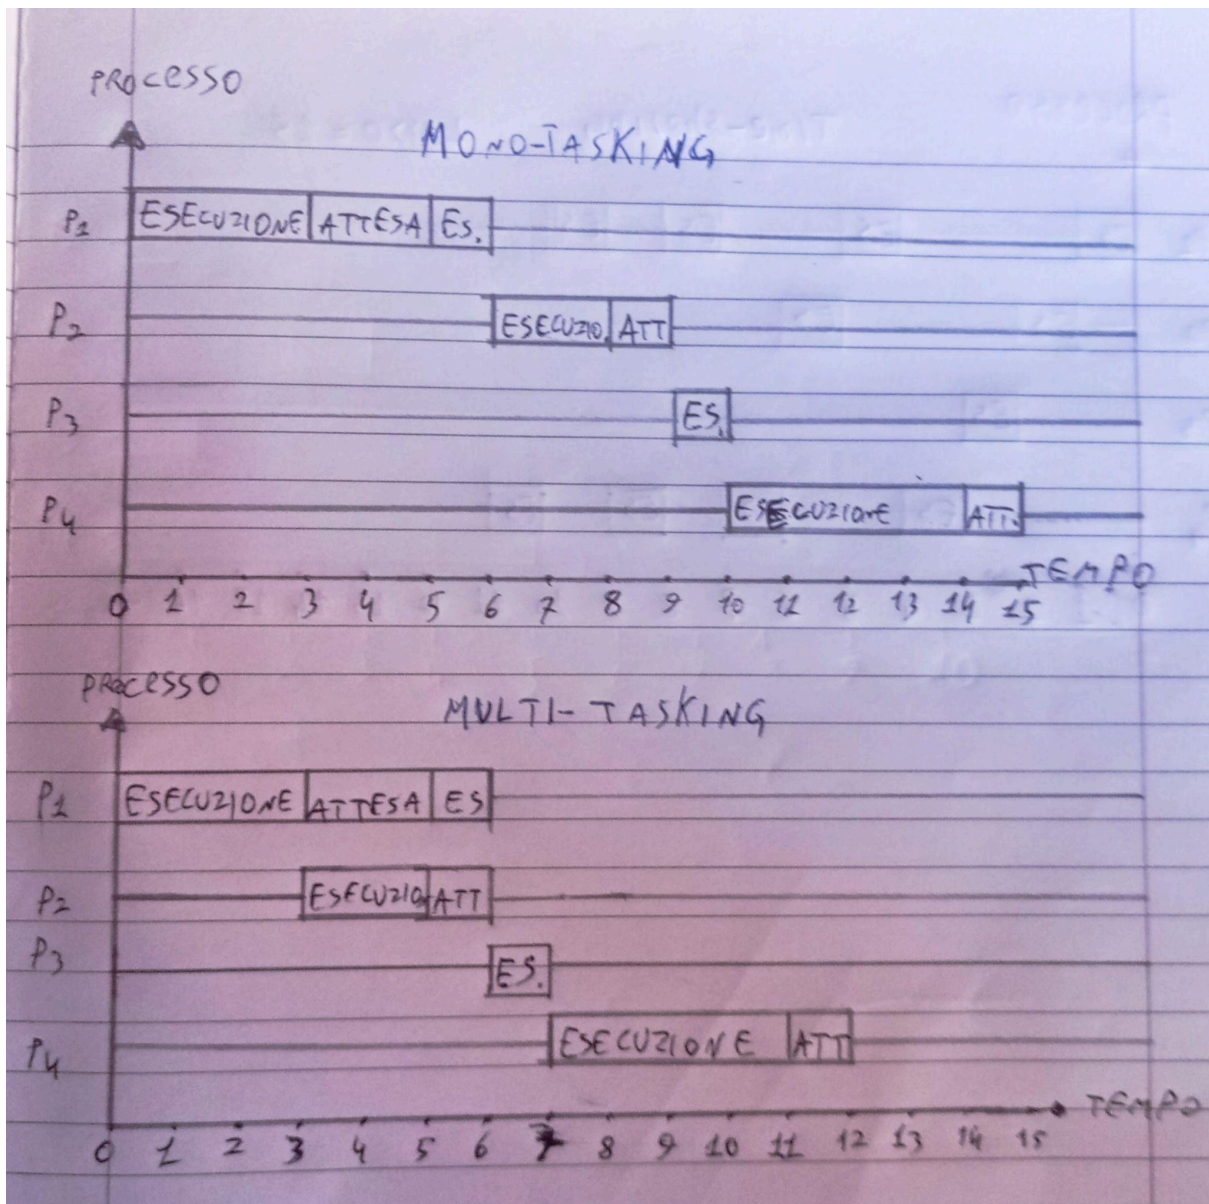 PROCESSO
MONO-TASKING
P1 ESECUZIONE ATTESA ES.
P2 ESECUZIO. ATT
P3 ES.
P4 ESECUZIONE ATT.
TEMPO
0 1 2 3 4 5 6 7 8 9 10 11 12 13 14 15
PROCESSO
MULTI-TASKING
P1 ESECUZIONE ATTESA ES
P2 ESECUZIO ATT
P3 ES.
P4 ESECUZIONE ATT
TEMPO
0 1 2 3 4 5 6 7 8 9 10 11 12 13 14 15